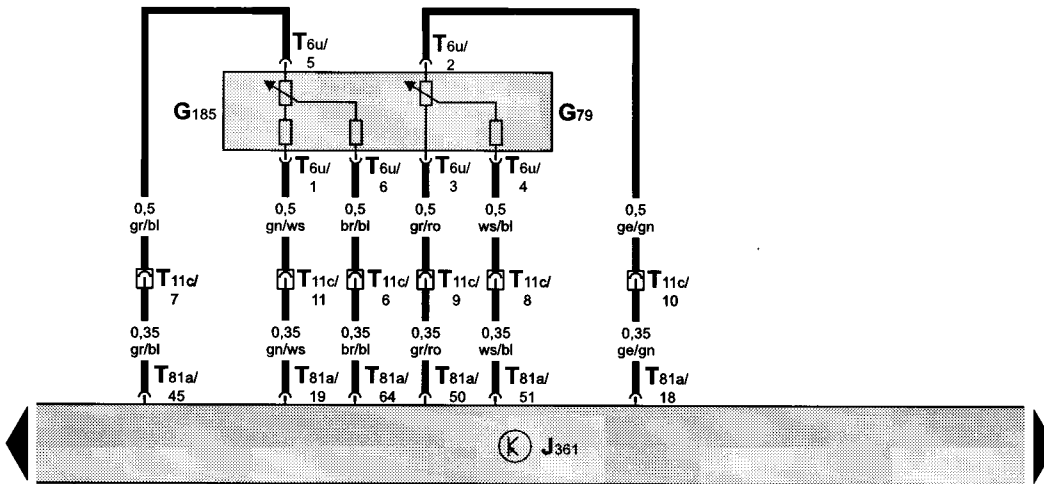 T6u/
5
T6u/
2
G185
G79
T6u/
1
T6u/
6
T6u/
3
T6u/
4
0,5
gr/bl
0,5
gn/ws
0,5
br/bl
0,5
gr/ro
0,5
ws/bl
0,5
ge/gn
T11c/
7
T11c/
11
T11c/
6
T11c/
9
T11c/
8
T11c/
10
0,35
gr/bl
0,35
gn/ws
0,35
br/bl
0,35
gr/ro
0,35
ws/bl
0,35
ge/gn
T81a/
45
T81a/
19
T81a/
64
T81a/
50
T81a/
51
T81a/
18
K J361